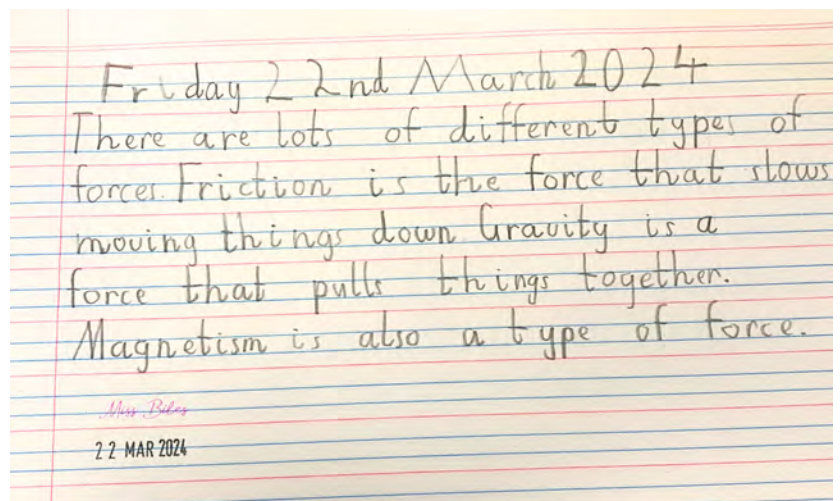 Friday 22nd March 2024
There are lots of different types of
forces. Friction is the force that slows
moving things down Gravity is a
force that pulls things together.
Magnetism is also a type of force.
Miss Biles
22 MAR 2024